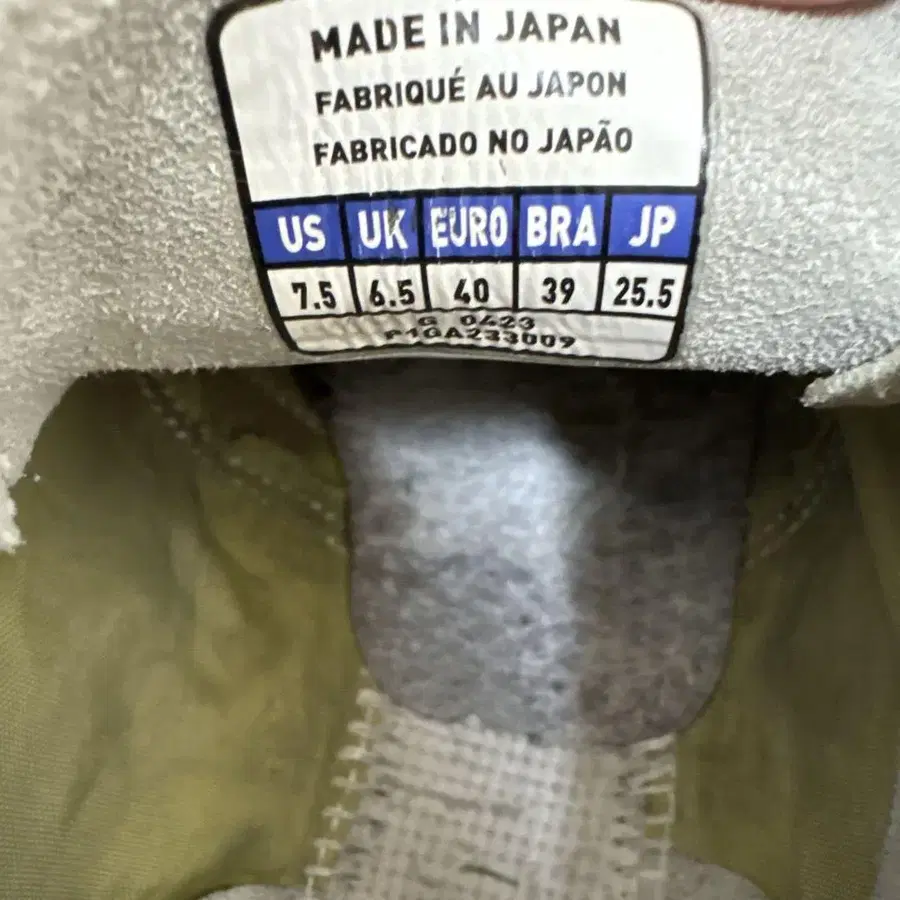 MADE IN JAPAN
FABRIQUÉ AU JAPON
FABRICADO NO JAPÃO
US UK EURO BRA JP
7.5 6.5 40 39 25.5
G 0423
P1GA233009